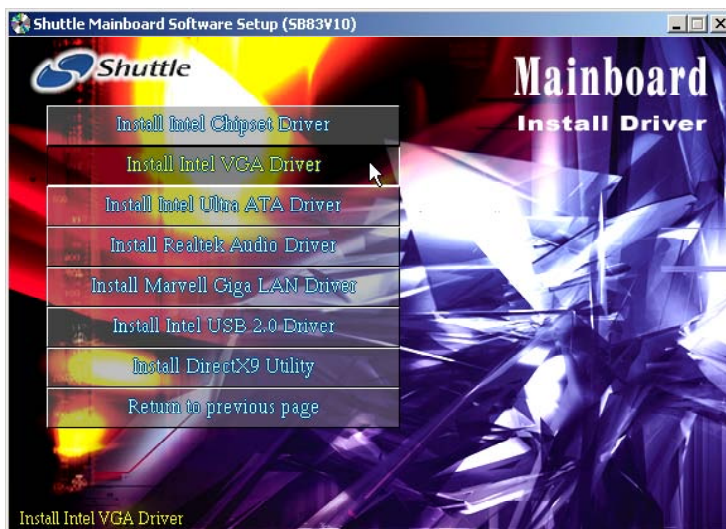 Shuttle Mainboard Software Setup (SB83V10)
Shuttle
Mainboard
Install Driver
Install Intel Chipset Driver
Install Intel VGA Driver
Install Intel Ultra ATA Driver
Install Realtek Audio Driver
Install Marvell Giga LAN Driver
Install Intel USB 2.0 Driver
Install DirectX9 Utility
Return to previous page
Install Intel VGA Driver